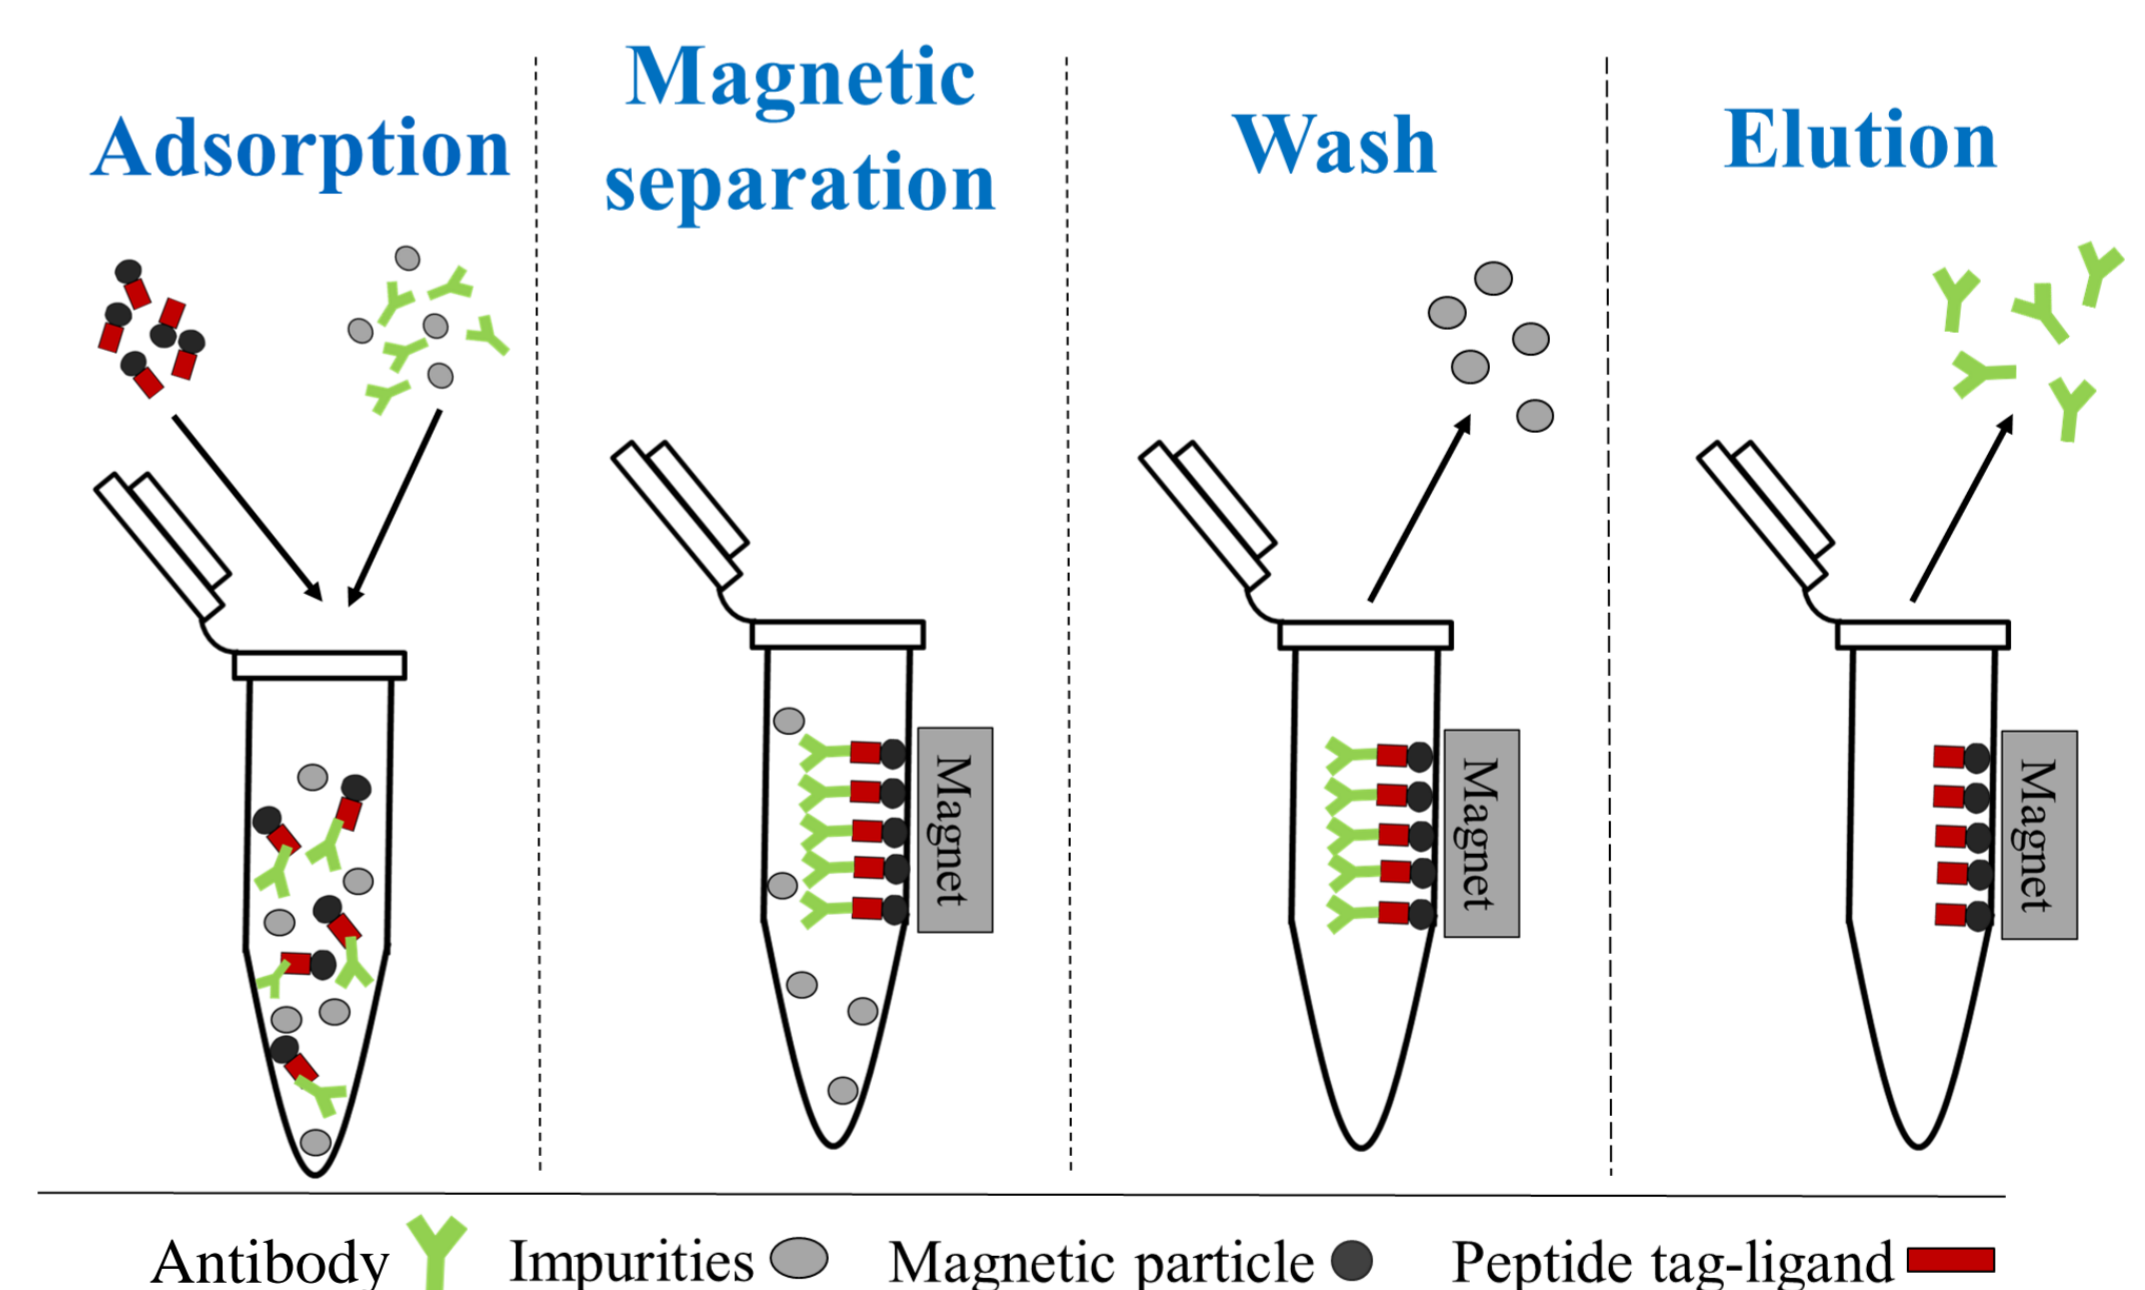 Adsorption
Magnetic
separation
Wash
Elution
Magnet
Magnet
Magnet
Antibody
Impurities
Magnetic particle
Peptide tag-ligand